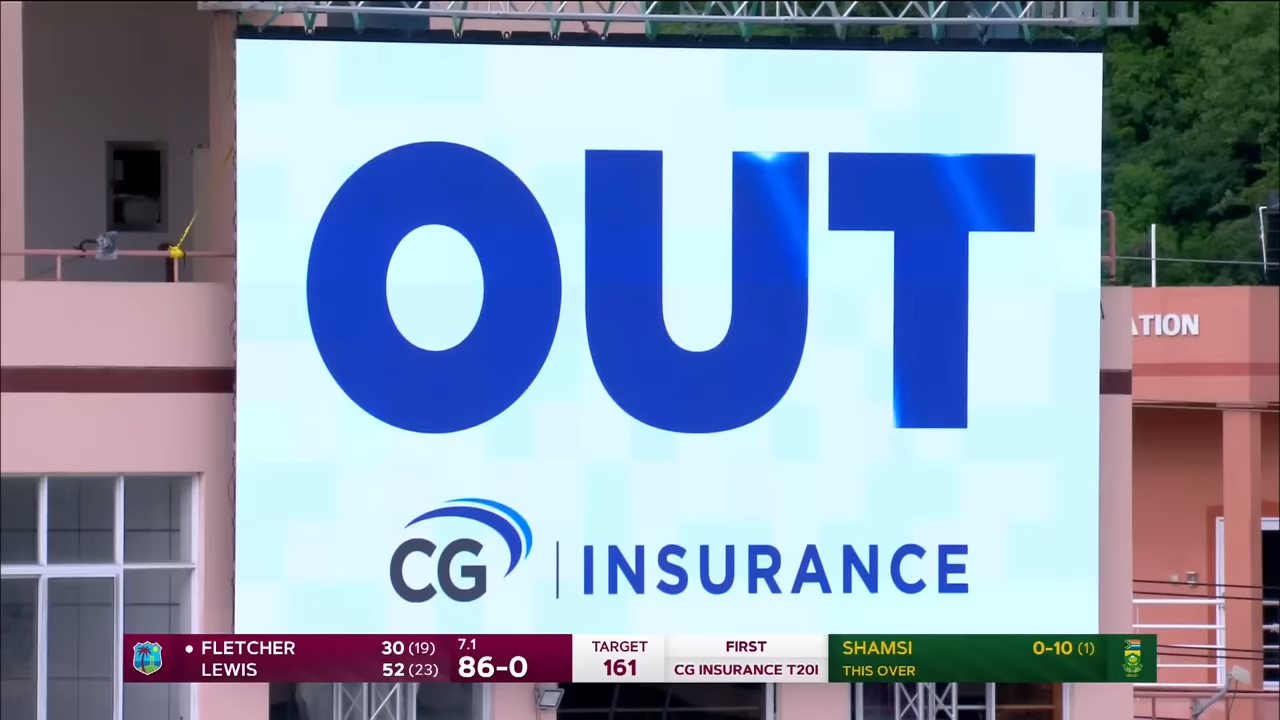 OUT
CG | INSURANCE
ATION
• FLETCHER 30 (19)
LEWIS 52 (23)
7.1
86-0
TARGET
161
FIRST
CG INSURANCE T20I
SHAMSI 0-10 (1)
THIS OVER